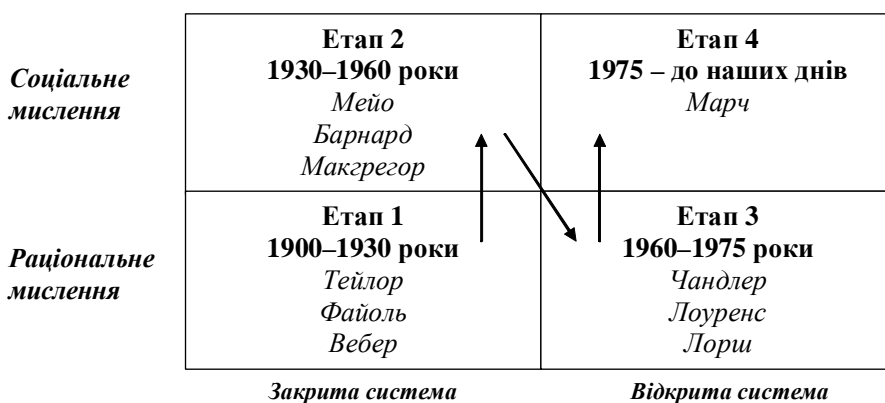 Соціальне
мислення
Етап 2
1930–1960 роки
Мейо
Барнард
Макгрегор
Етап 4
1975 – до наших днів
Марч
Раціональне
мислення
Етап 1
1900–1930 роки
Тейлор
Файоль
Вебер
Етап 3
1960–1975 роки
Чандлер
Лоуренс
Лорш
Закрита система
Відкрита система